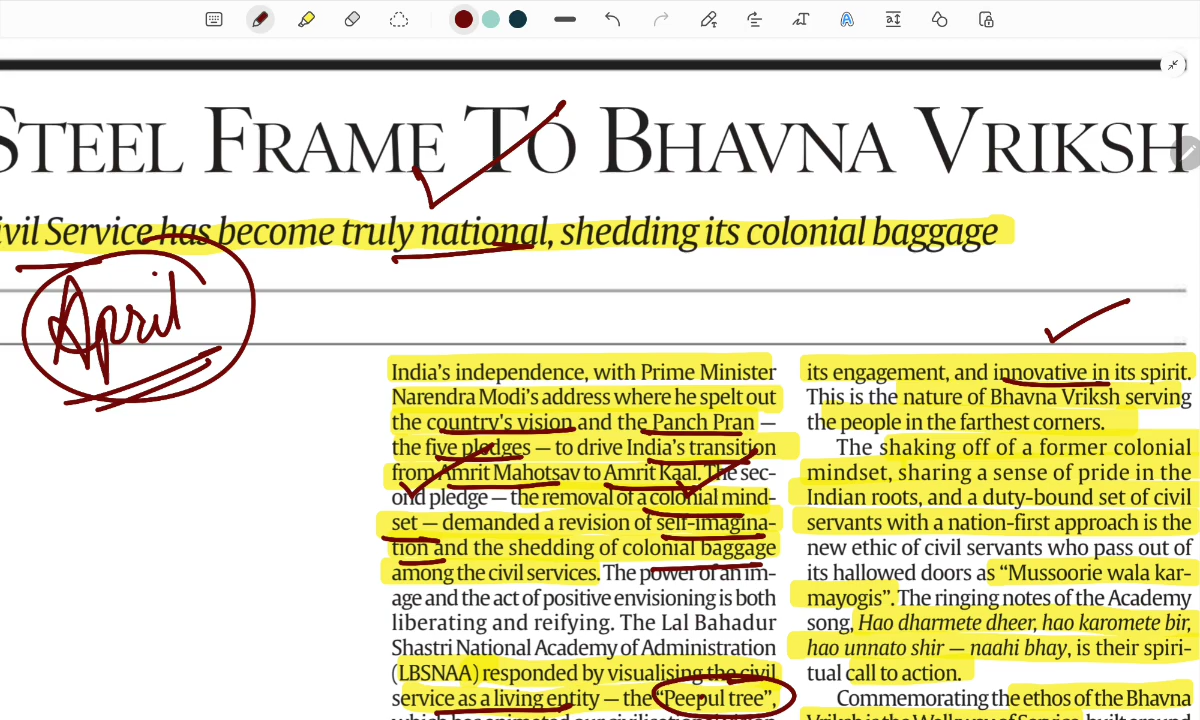 STEEL FRAME TO BHAVNA VRIKSH
ivil Service has become truly national, shedding its colonial baggage
April
India's independence, with Prime Minister
Narendra Modi's address where he spelt out
the country's vision and the Panch Pran —
the five pledges — to drive India's transition
from Amrit Mahotsav to Amrit Kaal. The sec-
ond pledge — the removal of a colonial mind-
set — demanded a revision of self-imagina-
tion and the shedding of colonial baggage
among the civil services. The power of an im-
age and the act of positive envisioning is both
liberating and reifying. The Lal Bahadur
Shastri National Academy of Administration
(LBSNAA) responded by visualising the civil
service as a living entity — the "Peepul tree",
its engagement, and innovative in its spirit.
This is the nature of Bhavna Vriksh serving
the people in the farthest corners.
The shaking off of a former colonial
mindset, sharing a sense of pride in the
Indian roots, and a duty-bound set of civil
servants with a nation-first approach is the
new ethic of civil servants who pass out of
its hallowed doors as "Mussoorie wala kar-
mayogis". The ringing notes of the Academy
song, Hao dharmete dheer, hao karomete bir,
hao unnato shir — naahi bhay, is their spiri-
tual call to action.
Commemorating the ethos of the Bhavna